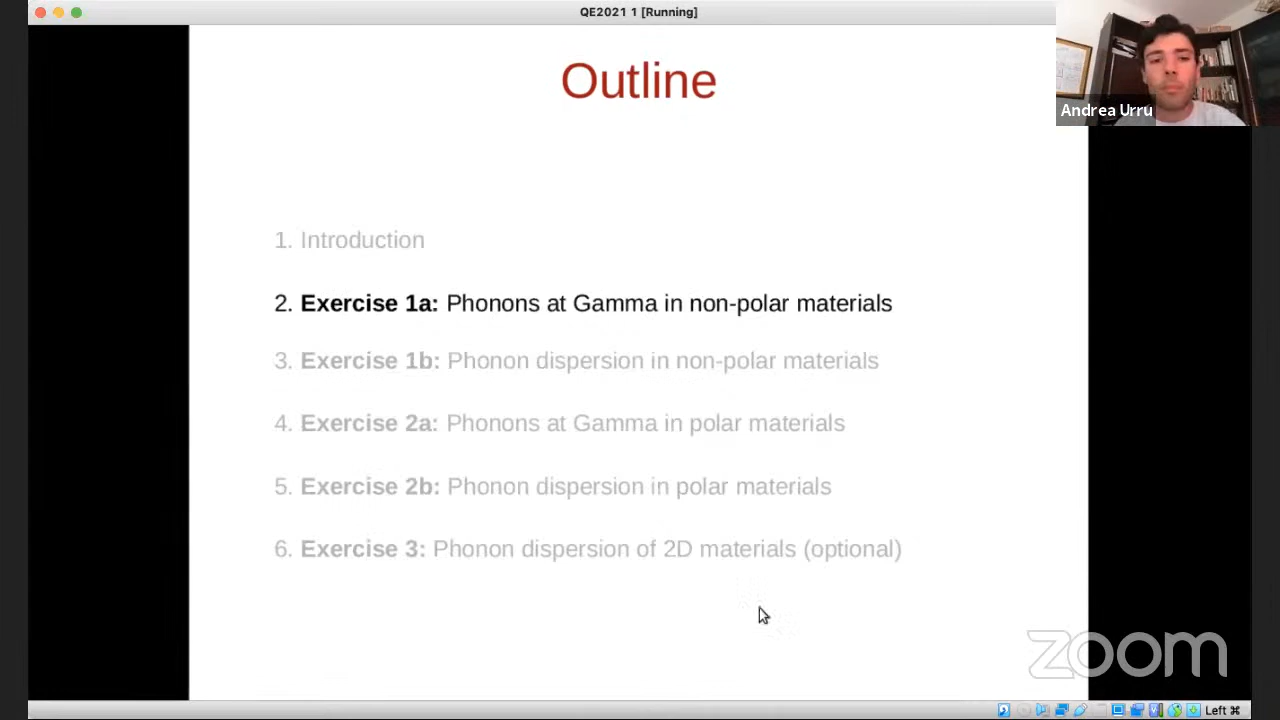 QE2021 1 [Running]
Outline
Andrea Urru
1. Introduction
2. Exercise 1a: Phonons at Gamma in non-polar materials
3. Exercise 1b: Phonon dispersion in non-polar materials
4. Exercise 2a: Phonons at Gamma in polar materials
5. Exercise 2b: Phonon dispersion in polar materials
6. Exercise 3: Phonon dispersion of 2D materials (optional)
zoom
Left ⌘